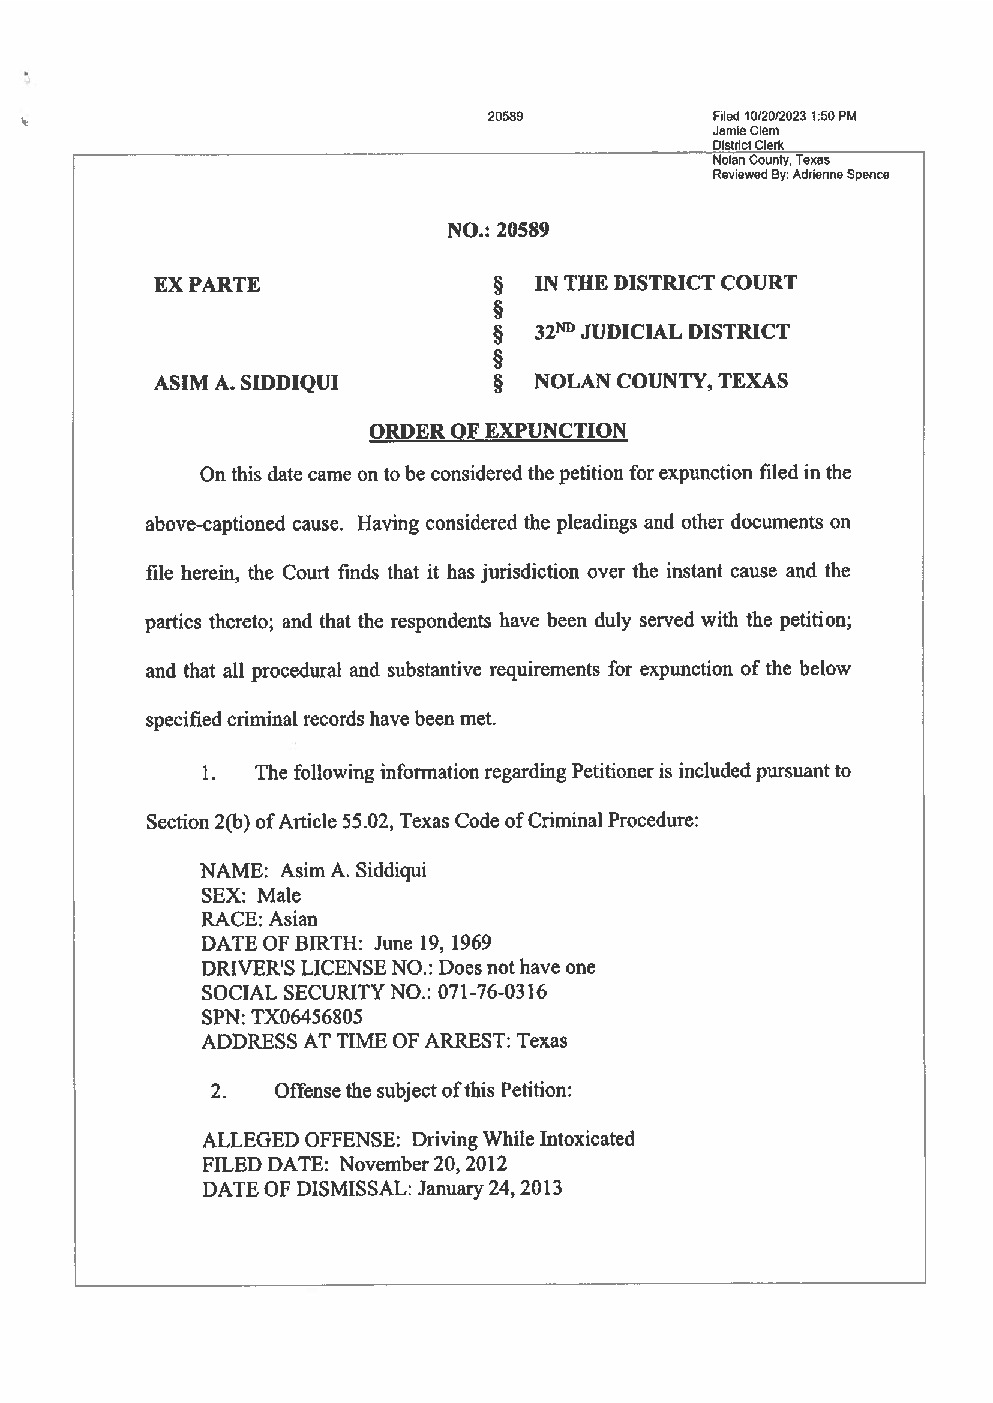 20589
Filed 10/20/2023 1:50 PM
Jamie Clem
District Clerk
Nolan County, Texas
Reviewed By: Adrienne Spence
NO.: 20589
EX PARTE § IN THE DISTRICT COURT
§
§ 32ND JUDICIAL DISTRICT
§
ASIM A. SIDDIQUI § NOLAN COUNTY, TEXAS
ORDER OF EXPUNCTION
On this date came on to be considered the petition for expunction filed in the
above-captioned cause. Having considered the pleadings and other documents on
file herein, the Court finds that it has jurisdiction over the instant cause and the
parties thereto; and that the respondents have been duly served with the petition;
and that all procedural and substantive requirements for expunction of the below
specified criminal records have been met.
1. The following information regarding Petitioner is included pursuant to
Section 2(b) of Article 55.02, Texas Code of Criminal Procedure:
NAME: Asim A. Siddiqui
SEX: Male
RACE: Asian
DATE OF BIRTH: June 19, 1969
DRIVER'S LICENSE NO.: Does not have one
SOCIAL SECURITY NO.: 071-76-0316
SPN: TX06456805
ADDRESS AT TIME OF ARREST: Texas
2. Offense the subject of this Petition:
ALLEGED OFFENSE: Driving While Intoxicated
FILED DATE: November 20, 2012
DATE OF DISMISSAL: January 24, 2013